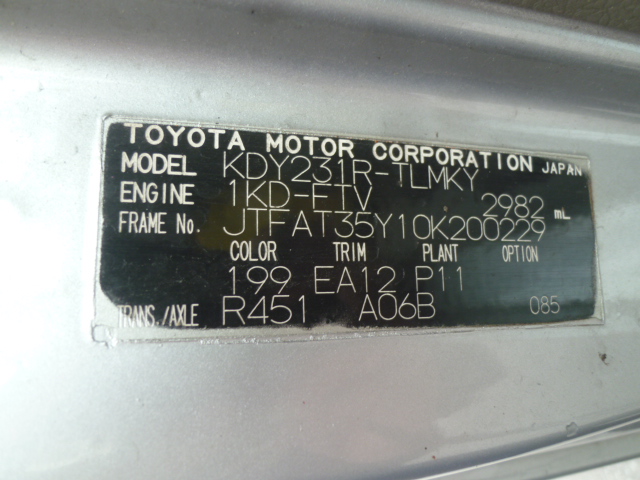 TOYOTA MOTOR CORPORATION JAPAN
MODEL KDY231R-TLMKY
ENGINE 1KD-FTV 2982 mL
FRAME No. JTFAT35Y10K200229
COLOR TRIM PLANT OPTION
199 EA12 P11
TRANS./AXLE R451 A06B 085